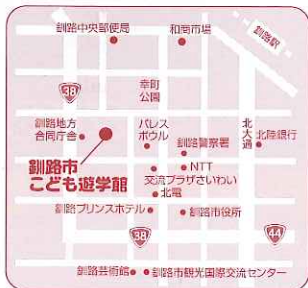 釧路中央郵便局
和商市場
釧路駅
38
幸町
公園
釧路地方
合同庁舎
パレス
ボウル
北大通
北陸銀行
釧路警察署
釧路市
こども遊学館
NTT
交流プラザさいわい
北電
釧路プリンスホテル
釧路市役所
38
44
釧路芸術館
釧路市観光国際交流センター